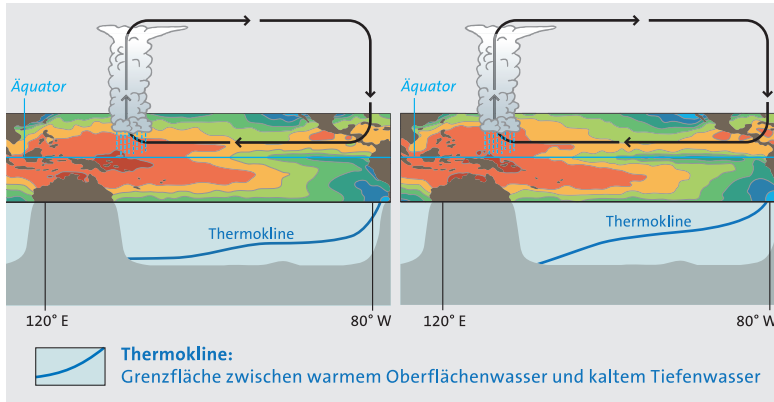 Äquator
Äquator
Thermokline
Thermokline
120° E
80° W
120° E
80° W
Thermokline:
Grenzfläche zwischen warmem Oberflächenwasser und kaltem Tiefenwasser